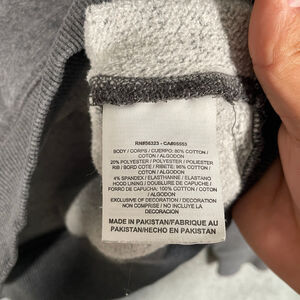 RN#56323 - CA#05553
BODY / CORPS / CUERPO: 80% COTTON /
COTON / ALGODON
20% POLYESTER / POLYESTER / POLIESTER
RIB / BORD COTE / RIBETE: 96% COTTON /
COTON / ALGODON
4% SPANDEX / ELASTHANNE / ELASTANO
HOOD LINING / DOUBLURE DE CAPUCHE /
FORRO DE CAPUCHA: 100% COTTON / COTON /
ALGODON
EXCLUSIVE OF DECORATION / DECORATION
NON COMPRISE / NO INCLUYE LA
DECORACION
MADE IN PAKISTAN/FABRIQUE AU
PAKISTAN/HECHO EN PAKISTAN